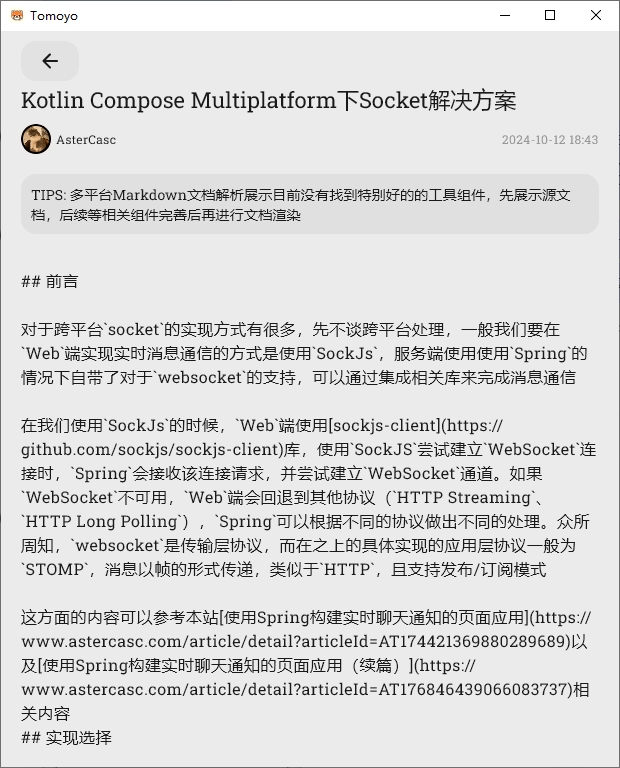 Tomoyo
Kotlin Compose Multiplatform下Socket解决方案
AsterCasc
2024-10-12 18:43
TIPS: 多平台Markdown文档解析展示目前没有找到特别好的的工具组件，先展示源文
档，后续等相关组件完善后再进行文档渲染
## 前言
对于跨平台`socket`的实现方式有很多，先不谈跨平台处理，一般我们要在
`Web`端实现实时消息通信的方式是使用`SockJs`，服务端使用使用`Spring`的
情况下自带了对于`websocket`的支持，可以通过集成相关库来完成消息通信
在我们使用`SockJs`的时候，`Web`端使用[sockjs-client](https://
github.com/sockjs/sockjs-client)库，使用`SockJS`尝试建立`WebSocket`连
接时，`Spring`会接收该连接请求，并尝试建立`WebSocket`通道。如果
`WebSocket`不可用，`Web`端会回退到其他协议（`HTTP Streaming`、
`HTTP Long Polling`），`Spring`可以根据不同的协议做出不同的处理。众所
周知，`websocket`是传输层协议，而在之上的具体实现的应用层协议一般为
`STOMP`，消息以帧的形式传递，类似于`HTTP`，且支持发布/订阅模式
这方面的内容可以参考本站[使用Spring构建实时聊天通知的页面应用](https://
www.astercasc.com/article/detail?articleId=AT174421369880289689)以
及[使用Spring构建实时聊天通知的页面应用（续篇）](https://
www.astercasc.com/article/detail?articleId=AT176846439066083737)相
关内容
## 实现选择